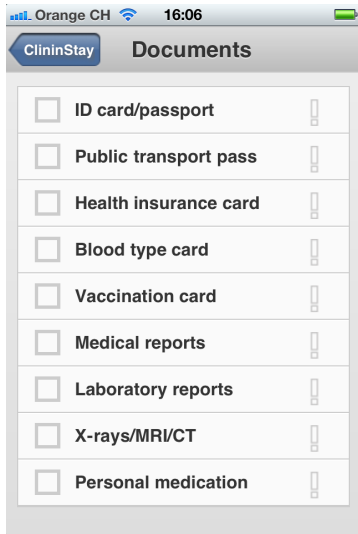 Orange CH 16:06
ClininStay Documents
ID card/passport
Public transport pass
Health insurance card
Blood type card
Vaccination card
Medical reports
Laboratory reports
X-rays/MRI/CT
Personal medication